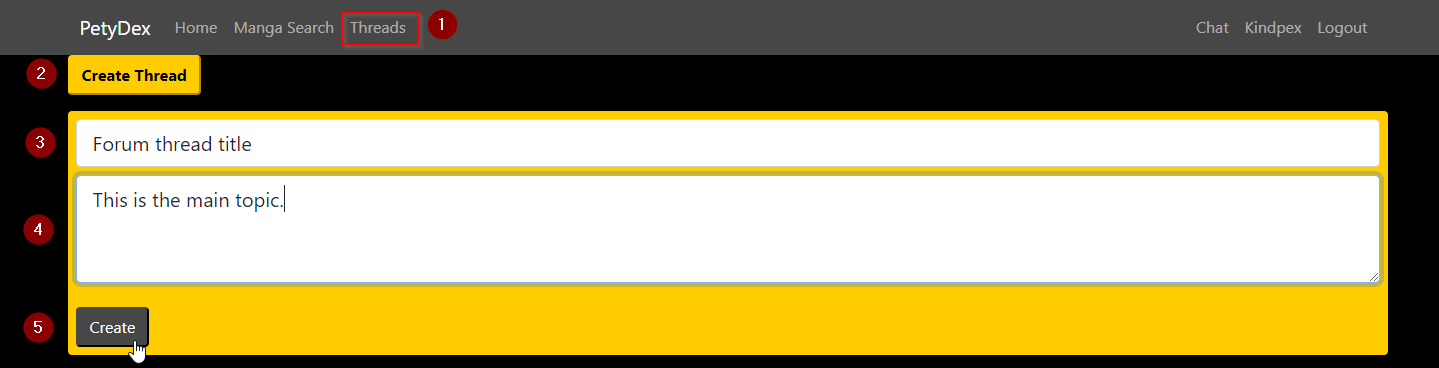 PetyDex Home Manga Search Threads 1 Chat Kindpex Logout
2 Create Thread
3 Forum thread title
This is the main topic.
4
5 Create